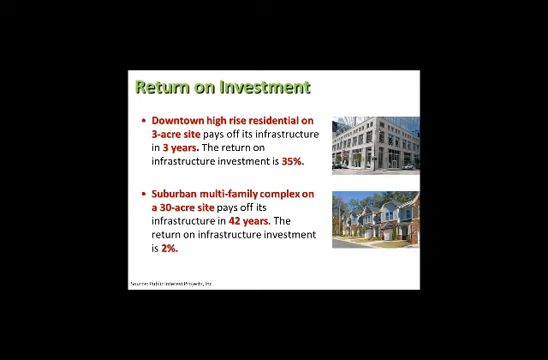 Return on Investment
• Downtown high rise residential on
3-acre site pays off its infrastructure
in 3 years. The return on
infrastructure investment is 35%.
• Suburban multi-family complex on
a 30-acre site pays off its
infrastructure in 42 years. The
return on infrastructure investment
is 2%.
Source: Public Interest Projects, Inc